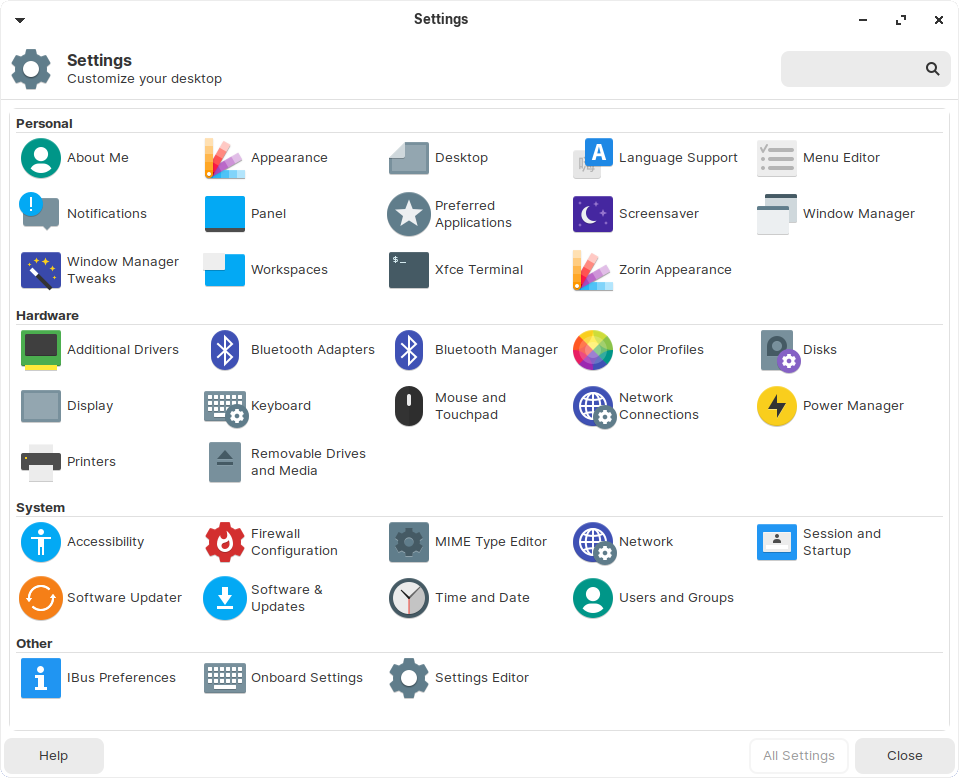 Settings
Settings
Customize your desktop
Personal
About Me
Appearance
Desktop
Language Support
Menu Editor
Notifications
Panel
Preferred
Applications
Screensaver
Window Manager
Window Manager
Tweaks
Workspaces
$_
Xfce Terminal
Zorin Appearance
Hardware
Additional Drivers
Bluetooth Adapters
Bluetooth Manager
Color Profiles
Disks
Display
Keyboard
Mouse and
Touchpad
Network
Connections
Power Manager
Printers
Removable Drives
and Media
System
Accessibility
Firewall
Configuration
MIME Type Editor
Network
Session and
Startup
Software Updater
Software &
Updates
Time and Date
Users and Groups
Other
IBus Preferences
Onboard Settings
Settings Editor
Help
All Settings
Close